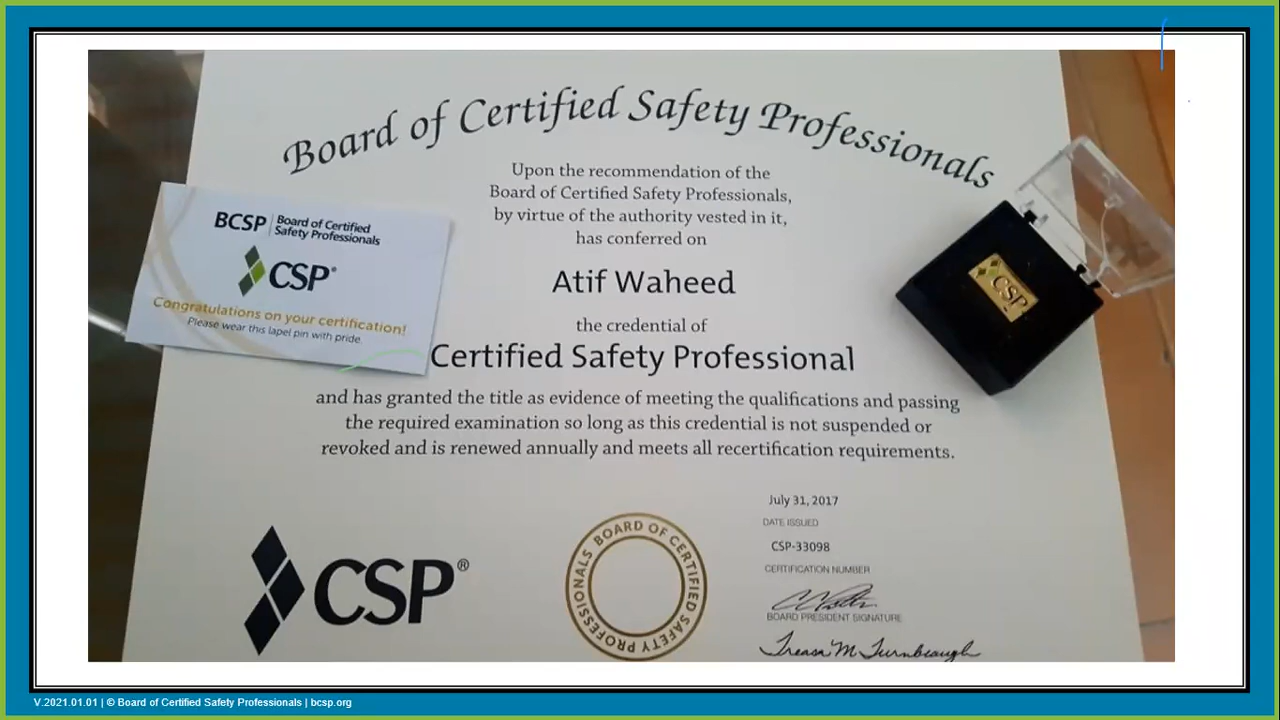 Board of Certified Safety Professionals
Upon the recommendation of the
Board of Certified Safety Professionals,
by virtue of the authority vested in it,
has conferred on
Atif Waheed
the credential of
Certified Safety Professional
and has granted the title as evidence of meeting the qualifications and passing
the required examination so long as this credential is not suspended or
revoked and is renewed annually and meets all recertification requirements.
BCSP | Board of Certified
Safety Professionals
CSP®
Congratulations on your certification!
Please wear this lapel pin with pride.
CSP
CSP®
BOARD OF CERTIFIED SAFETY PROFESSIONALS
July 31, 2017
DATE ISSUED
CSP-33098
CERTIFICATION NUMBER
BOARD PRESIDENT SIGNATURE
Treasa M Turnbeaugh
V.2021.01.01 | © Board of Certified Safety Professionals | bcsp.org